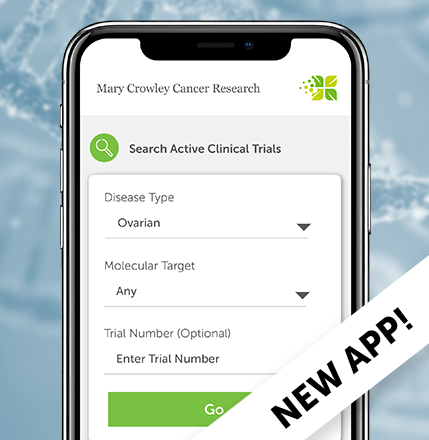 Mary Crowley Cancer Research
Search Active Clinical Trials
Disease Type
Ovarian
Molecular Target
Any
Trial Number (Optional)
Enter Trial Number
Go
NEW APP!